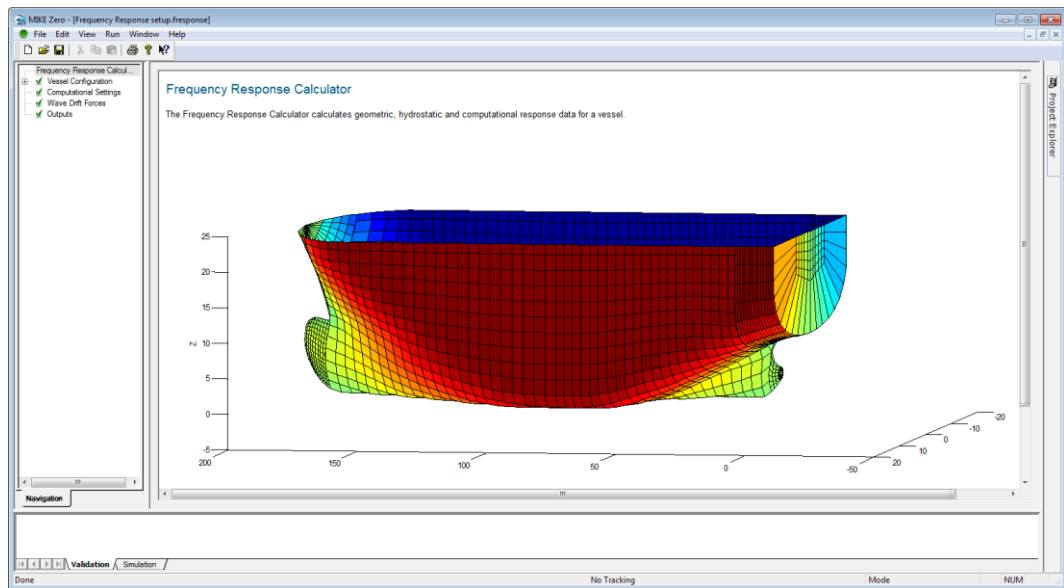 MIKE Zero - [Frequency Response setup.fresponse]
File Edit View Run Window Help
Frequency Response Calcul...
Vessel Configuration
Computational Settings
Wave Drift Forces
Outputs
Navigation
Frequency Response Calculator
The Frequency Response Calculator calculates geometric, hydrostatic and computational response data for a vessel.
25
20
15
10
5
0
-5
Z
200
150
100
50
0
-50
20
10
0
-10
-20
Project Explorer
Validation Simulation
Done No Tracking Mode NUM